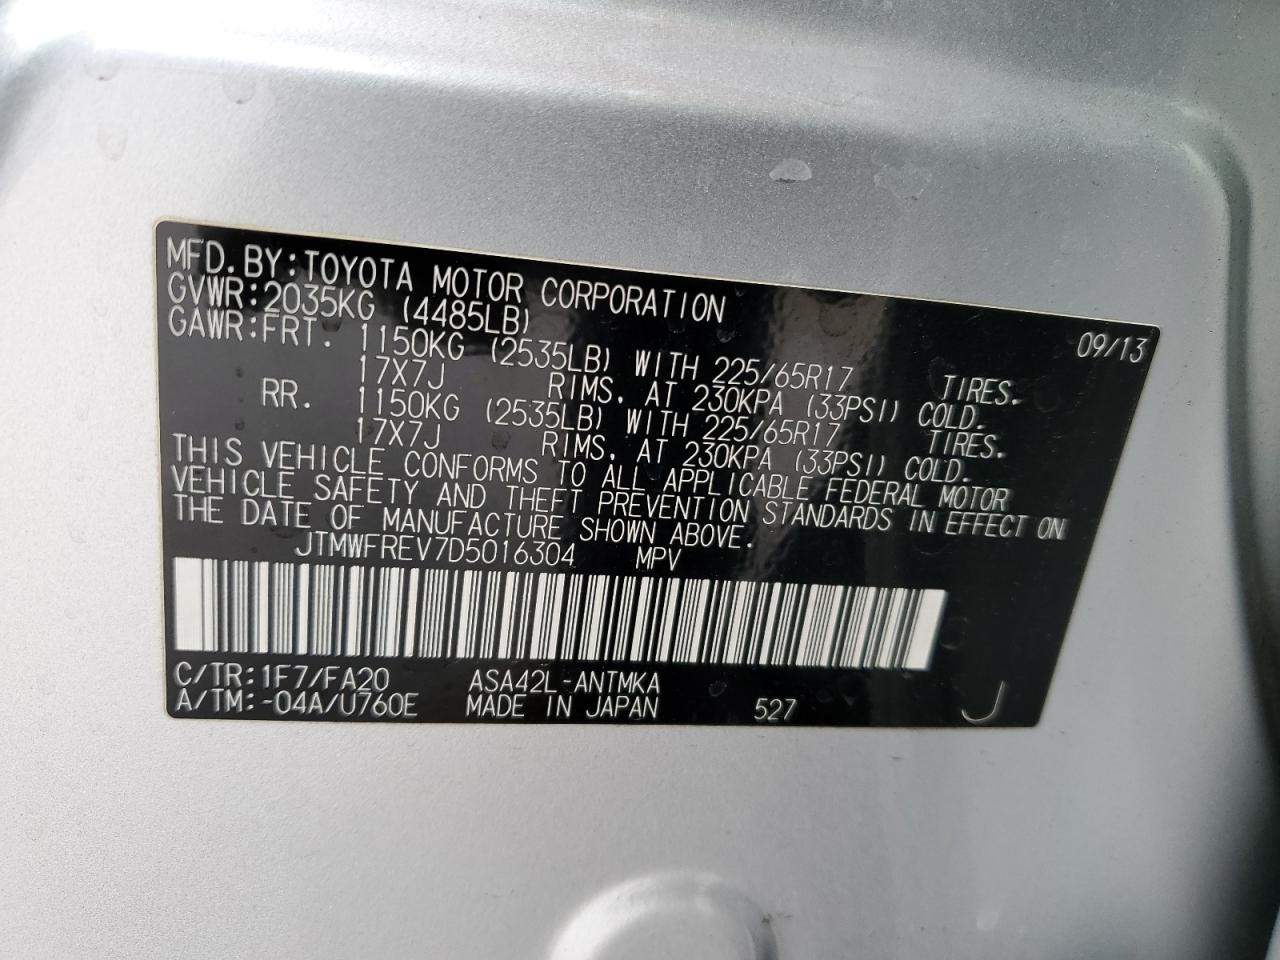 MFD.BY:TOYOTA MOTOR CORPORATION 09/13
GVWR:2035KG (4485LB)
GAWR:FRT. 1150KG (2535LB) WITH 225/65R17 TIRES.
17X7J RIMS, AT 230KPA (33PSI) COLD.
RR. 1150KG (2535LB) WITH 225/65R17 TIRES.
17X7J RIMS, AT 230KPA (33PSI) COLD.
THIS VEHICLE CONFORMS TO ALL APPLICABLE FEDERAL MOTOR
VEHICLE SAFETY AND THEFT PREVENTION STANDARDS IN EFFECT ON
THE DATE OF MANUFACTURE SHOWN ABOVE.
JTMWFREV7D5016304 MPV
C/TR:1F7/FA20 ASA42L-ANTMKA
A/TM:-04A/U760E MADE IN JAPAN 527 J